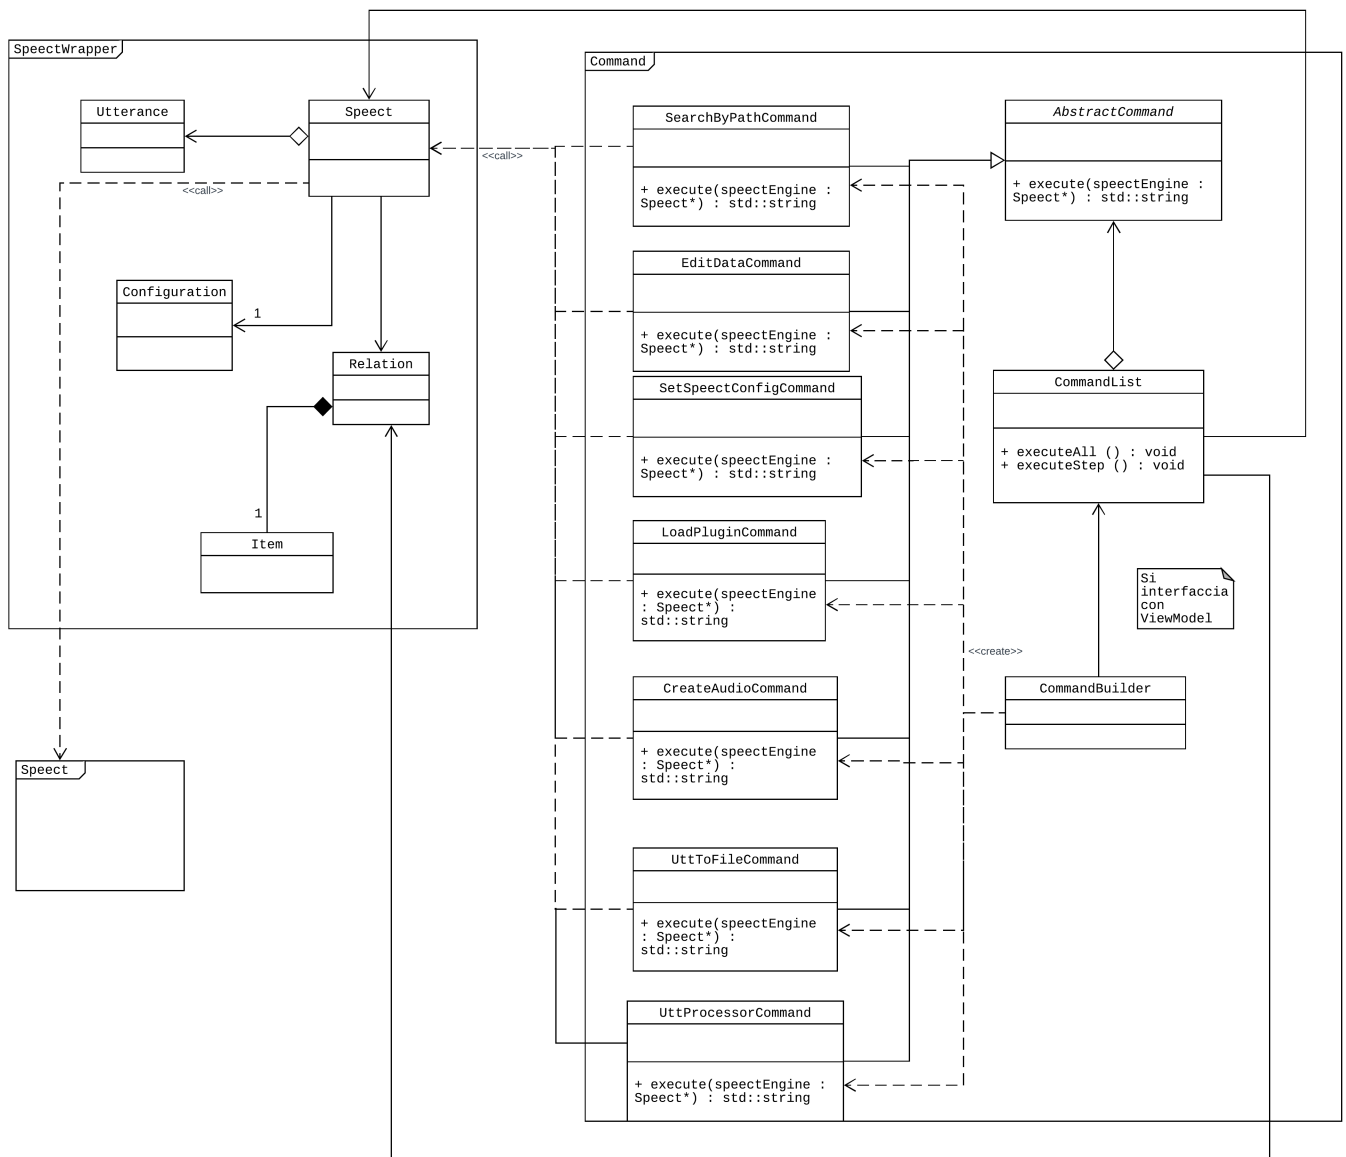 SpeectWrapper
Utterance
Speect
<<call>>
Configuration
1
Relation
1
Item
Speect
<<call>>
Command
SearchByPathCommand
+ execute(speectEngine :
Speect*) : std::string
EditDataCommand
+ execute(speectEngine :
Speect*) : std::string
SetSpeectConfigCommand
+ execute(speectEngine :
Speect*) : std::string
LoadPluginCommand
+ execute(speectEngine
: Speect*) :
std::string
CreateAudioCommand
+ execute(speectEngine
: Speect*) :
std::string
UttToFileCommand
+ execute(speectEngine
: Speect*) :
std::string
UttProcessorCommand
+ execute(speectEngine :
Speect*) : std::string
AbstractCommand
+ execute(speectEngine :
Speect*) : std::string
CommandList
+ executeAll () : void
+ executeStep () : void
Si
interfaccia
con
ViewModel
<<create>>
CommandBuilder